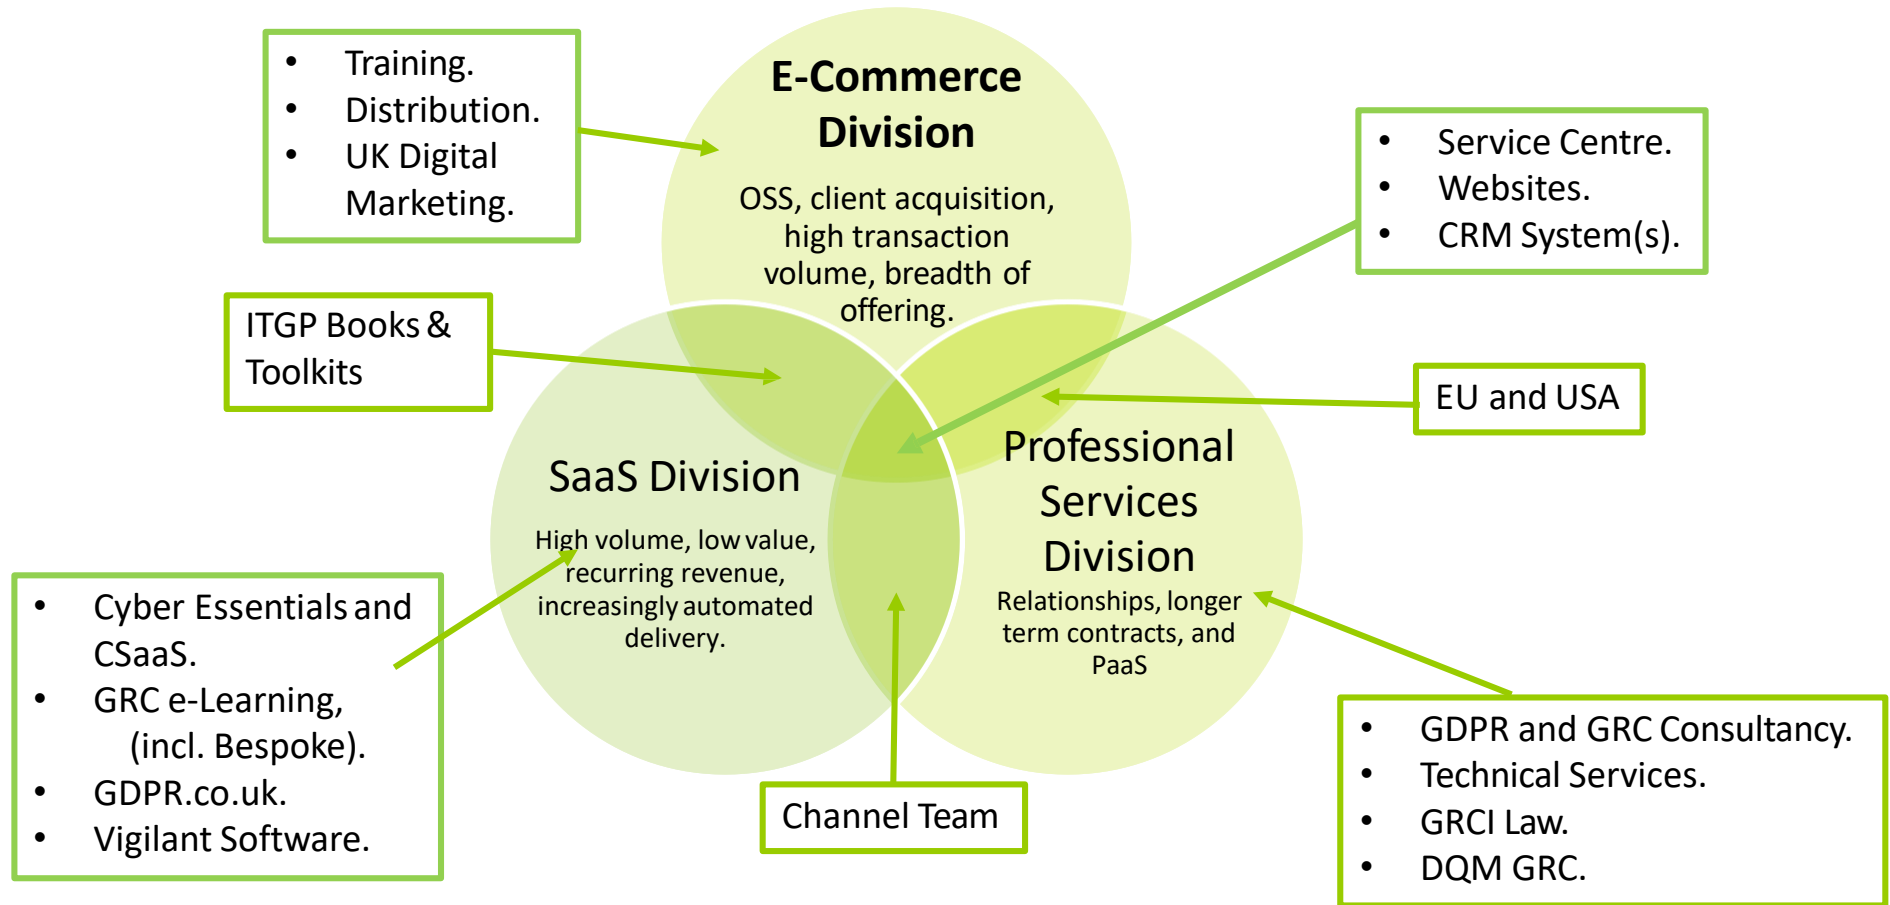 • Training.
• Distribution.
• UK Digital
Marketing.
E-Commerce
Division
OSS, client acquisition,
high transaction
volume, breadth of
offering.
• Service Centre.
• Websites.
• CRM System(s).
ITGP Books &
Toolkits
EU and USA
SaaS Division
High volume, low value,
recurring revenue,
increasingly automated
delivery.
Professional
Services
Division
Relationships, longer
term contracts, and
PaaS
• Cyber Essentials and
CSaaS.
• GRC e-Learning,
(incl. Bespoke).
• GDPR.co.uk.
• Vigilant Software.
Channel Team
• GDPR and GRC Consultancy.
• Technical Services.
• GRCI Law.
• DQM GRC.